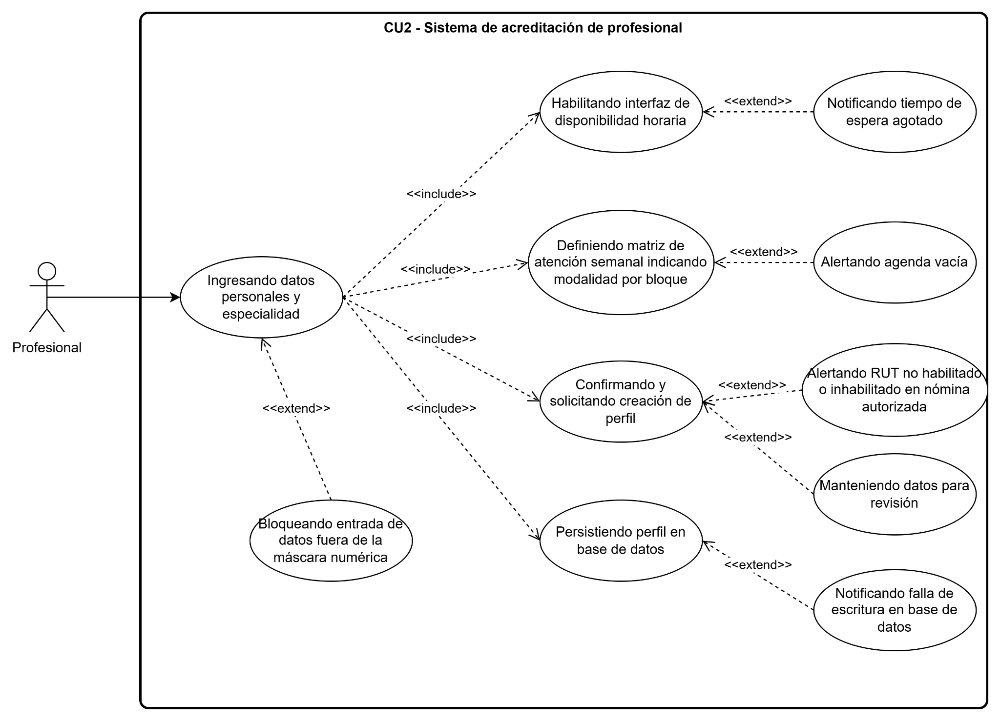 CU2 - Sistema de acreditación de profesional
Habilitando interfaz de
disponibilidad horaria
<<extend>>
Notificando tiempo de
espera agotado
<<include>>
Definiendo matriz de
atención semanal indicando
modalidad por bloque
<<extend>>
Alertando agenda vacía
<<include>>
Ingresando datos
personales y
especialidad
Profesional
<<include>>
Confirmando y
solicitando creación de
perfil
<<extend>>
Alertando RUT no habilitado
o inhabilitado en nómina
autorizada
<<extend>>
<<include>>
<<extend>>
Manteniendo datos para
revisión
Bloqueando entrada de
datos fuera de la
máscara numérica
Persistiendo perfil en
base de datos
<<extend>>
Notificando falla de
escritura en base de
datos